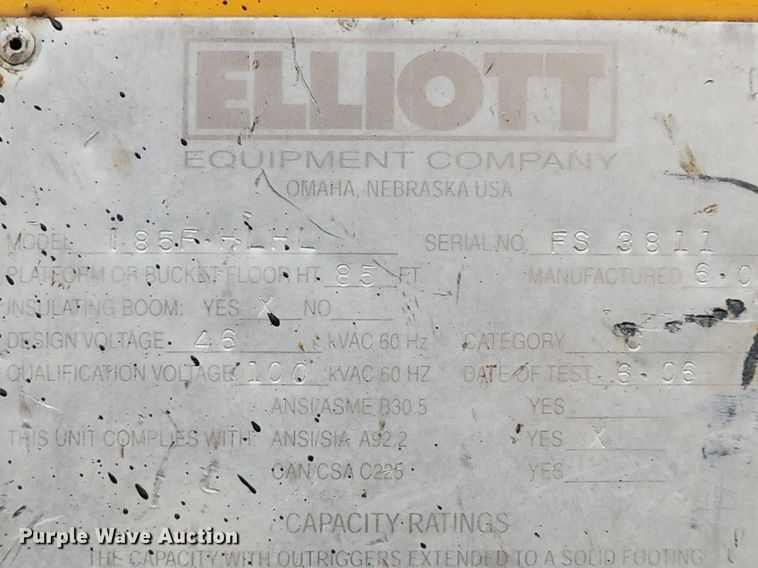 ELLIOTT
EQUIPMENT COMPANY
OMAHA, NEBRASKA USA
MODEL I85F HLHL SERIAL NO. FS 3811
PLATFORM OR BUCKET FLOOR HT. 85 FT. MANUFACTURED 6-0
INSULATING BOOM: YES X NO
DESIGN VOLTAGE 46 kVAC 60 Hz CATEGORY C
QUALIFICATION VOLTAGE 100 kVAC 60 HZ DATE OF TEST 6-06
ANSI/ASME B30.5 YES
THIS UNIT COMPLIES WITH: ANSI/SIA A92.2 YES X
CAN/CSA C225 YES
CAPACITY RATINGS
THE CAPACITY WITH OUTRIGGERS EXTENDED TO A SOLID FOOTING
Purple Wave Auction